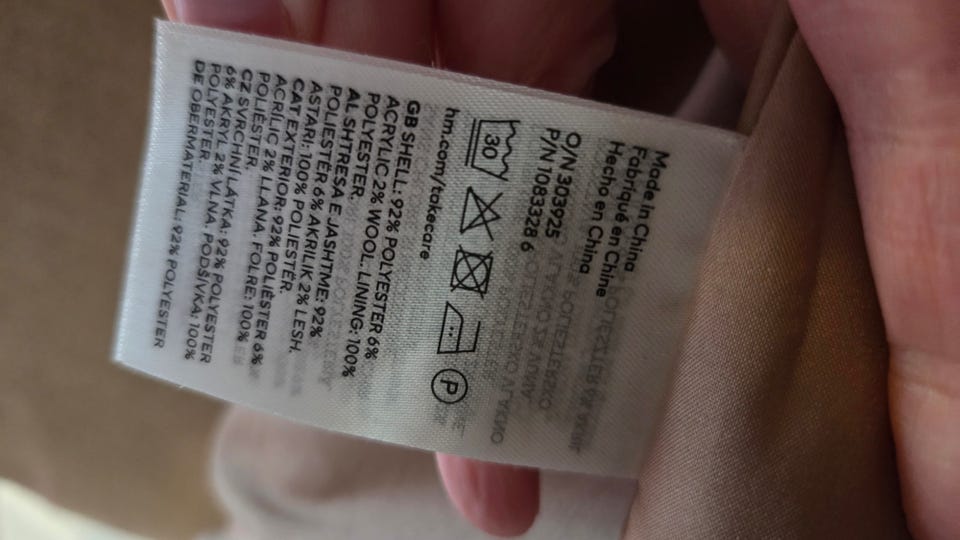 Made in China
Fabriqué en Chine
Hecho en China
O/N 303925
P/N 1083328 6
30
P
hm.com/takecare
GB SHELL: 92% POLYESTER 6%
ACRYLIC 2% WOOL. LINING: 100%
POLYESTER.
AL SHTRESA E JASHTME: 92%
POLIESTËR 6% AKRILIK 2% LESH.
ASTARI: 100% POLIESTËR.
CAT EXTERIOR: 92% POLIÈSTER 6%
ACRÍLIC 2% LLANA. FOLRE: 100%
POLIÈSTER.
CZ SVRCHNÍ LÁTKA: 92% POLYESTER
6% AKRYL 2% VLNA. PODŠÍVKA: 100%
POLYESTER.
DE OBERMATERIAL: 92% POLYESTER